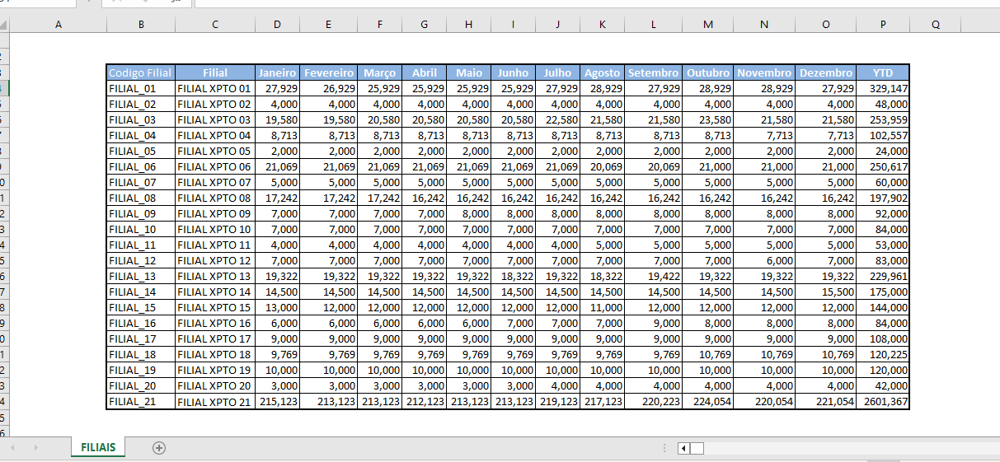 A B C D E F G H I J K L M N O P Q
Codigo Filial Filial Janeiro Fevereiro Março Abril Maio Junho Julho Agosto Setembro Outubro Novembro Dezembro YTD
FILIAL_01 FILIAL XPTO 01 27,929 26,929 25,929 25,929 25,929 25,929 27,929 28,929 27,929 28,929 28,929 27,929 329,147
FILIAL_02 FILIAL XPTO 02 4,000 4,000 4,000 4,000 4,000 4,000 4,000 4,000 4,000 4,000 4,000 4,000 48,000
FILIAL_03 FILIAL XPTO 03 19,580 19,580 20,580 20,580 20,580 20,580 22,580 21,580 21,580 23,580 21,580 21,580 253,959
FILIAL_04 FILIAL XPTO 04 8,713 8,713 8,713 8,713 8,713 8,713 8,713 8,713 8,713 8,713 7,713 7,713 102,557
FILIAL_05 FILIAL XPTO 05 2,000 2,000 2,000 2,000 2,000 2,000 2,000 2,000 2,000 2,000 2,000 2,000 24,000
FILIAL_06 FILIAL XPTO 06 21,069 21,069 21,069 21,069 21,069 21,069 21,069 20,069 20,069 21,000 21,000 21,000 250,617
FILIAL_07 FILIAL XPTO 07 5,000 5,000 5,000 5,000 5,000 5,000 5,000 5,000 5,000 5,000 5,000 5,000 60,000
FILIAL_08 FILIAL XPTO 08 17,242 17,242 17,242 16,242 16,242 16,242 16,242 16,242 16,242 16,242 16,242 16,242 197,902
FILIAL_09 FILIAL XPTO 09 7,000 7,000 7,000 7,000 8,000 8,000 8,000 8,000 8,000 8,000 8,000 8,000 92,000
FILIAL_10 FILIAL XPTO 10 7,000 7,000 7,000 7,000 7,000 7,000 7,000 7,000 7,000 7,000 7,000 7,000 84,000
FILIAL_11 FILIAL XPTO 11 4,000 4,000 4,000 4,000 4,000 4,000 4,000 5,000 5,000 5,000 5,000 5,000 53,000
FILIAL_12 FILIAL XPTO 12 7,000 7,000 7,000 7,000 7,000 7,000 7,000 7,000 7,000 7,000 6,000 7,000 83,000
FILIAL_13 FILIAL XPTO 13 19,322 19,322 19,322 19,322 19,322 18,322 19,322 18,322 19,422 19,322 19,322 19,322 229,961
FILIAL_14 FILIAL XPTO 14 14,500 14,500 14,500 14,500 14,500 14,500 14,500 14,500 14,500 14,500 14,500 15,500 175,000
FILIAL_15 FILIAL XPTO 15 13,000 12,000 12,000 12,000 12,000 12,000 12,000 11,000 12,000 12,000 12,000 12,000 144,000
FILIAL_16 FILIAL XPTO 16 6,000 6,000 6,000 6,000 6,000 7,000 7,000 7,000 9,000 8,000 8,000 8,000 84,000
FILIAL_17 FILIAL XPTO 17 9,000 9,000 9,000 9,000 9,000 9,000 9,000 9,000 9,000 9,000 9,000 9,000 108,000
FILIAL_18 FILIAL XPTO 18 9,769 9,769 9,769 9,769 9,769 9,769 9,769 9,769 9,769 10,769 10,769 10,769 120,225
FILIAL_19 FILIAL XPTO 19 10,000 10,000 10,000 10,000 10,000 10,000 10,000 10,000 10,000 10,000 10,000 10,000 120,000
FILIAL_20 FILIAL XPTO 20 3,000 3,000 3,000 3,000 3,000 3,000 4,000 4,000 4,000 4,000 4,000 4,000 42,000
FILIAL_21 FILIAL XPTO 21 215,123 213,123 213,123 212,123 213,123 213,123 219,123 217,123 220,223 224,054 220,054 221,054 2601,367
FILIAIS